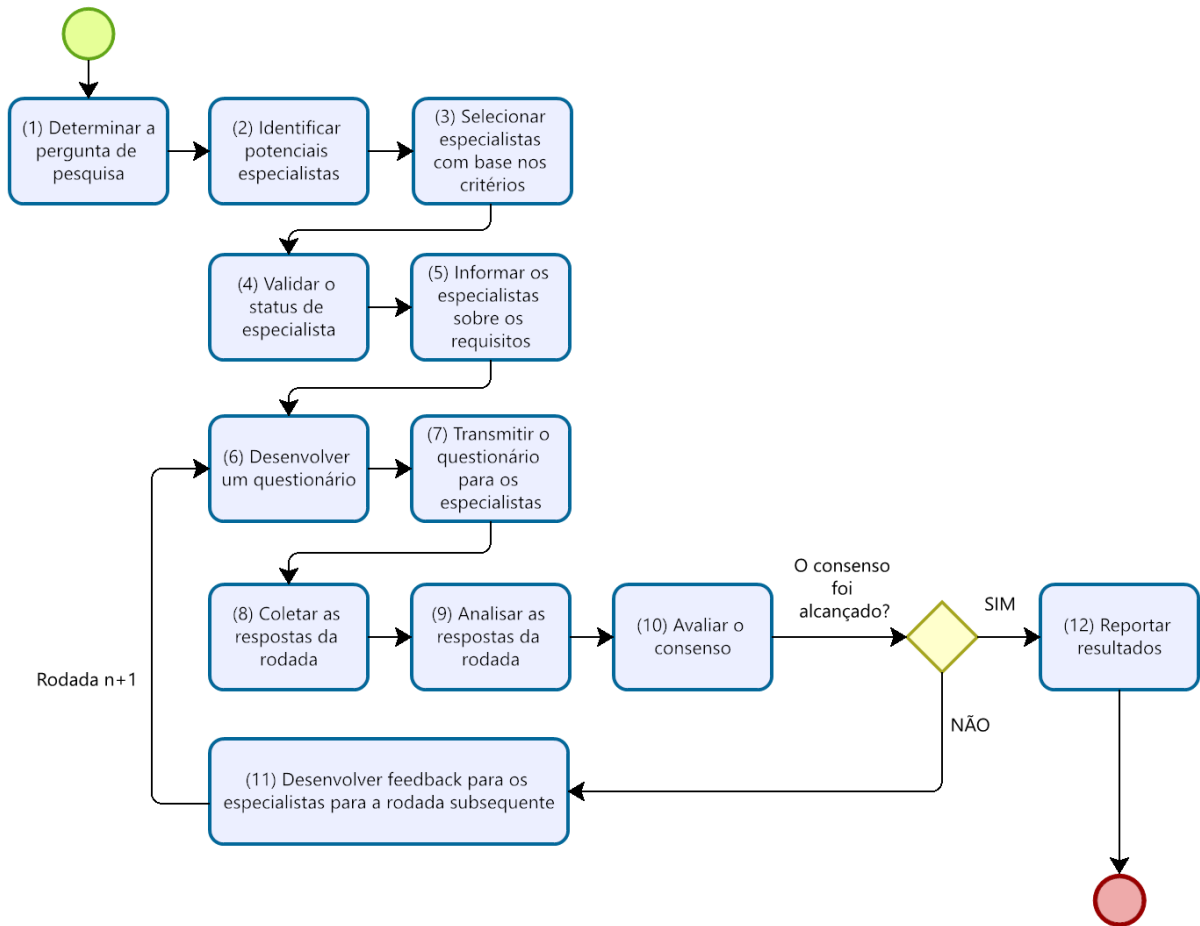 (1) Determinar a
pergunta de
pesquisa
(2) Identificar
potenciais
especialistas
(3) Selecionar
especialistas
com base nos
critérios
(4) Validar o
status de
especialista
(5) Informar os
especialistas
sobre os
requisitos
(6) Desenvolver
um questionário
(7) Transmitir o
questionário
para os
especialistas
(8) Coletar as
respostas da
rodada
(9) Analisar as
respostas da
rodada
(10) Avaliar o
consenso
O consenso
foi
alcançado?
SIM
(12) Reportar
resultados
NÃO
(11) Desenvolver feedback para os
especialistas para a rodada subsequente
Rodada n+1